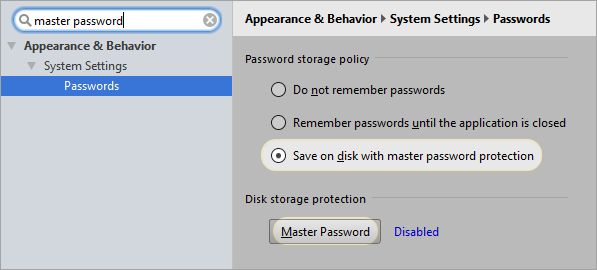 master password
Appearance & Behavior
System Settings
Passwords
Appearance & Behavior ▸ System Settings ▸ Passwords
Password storage policy
Do not remember passwords
Remember passwords until the application is closed
Save on disk with master password protection
Disk storage protection
Master Password Disabled